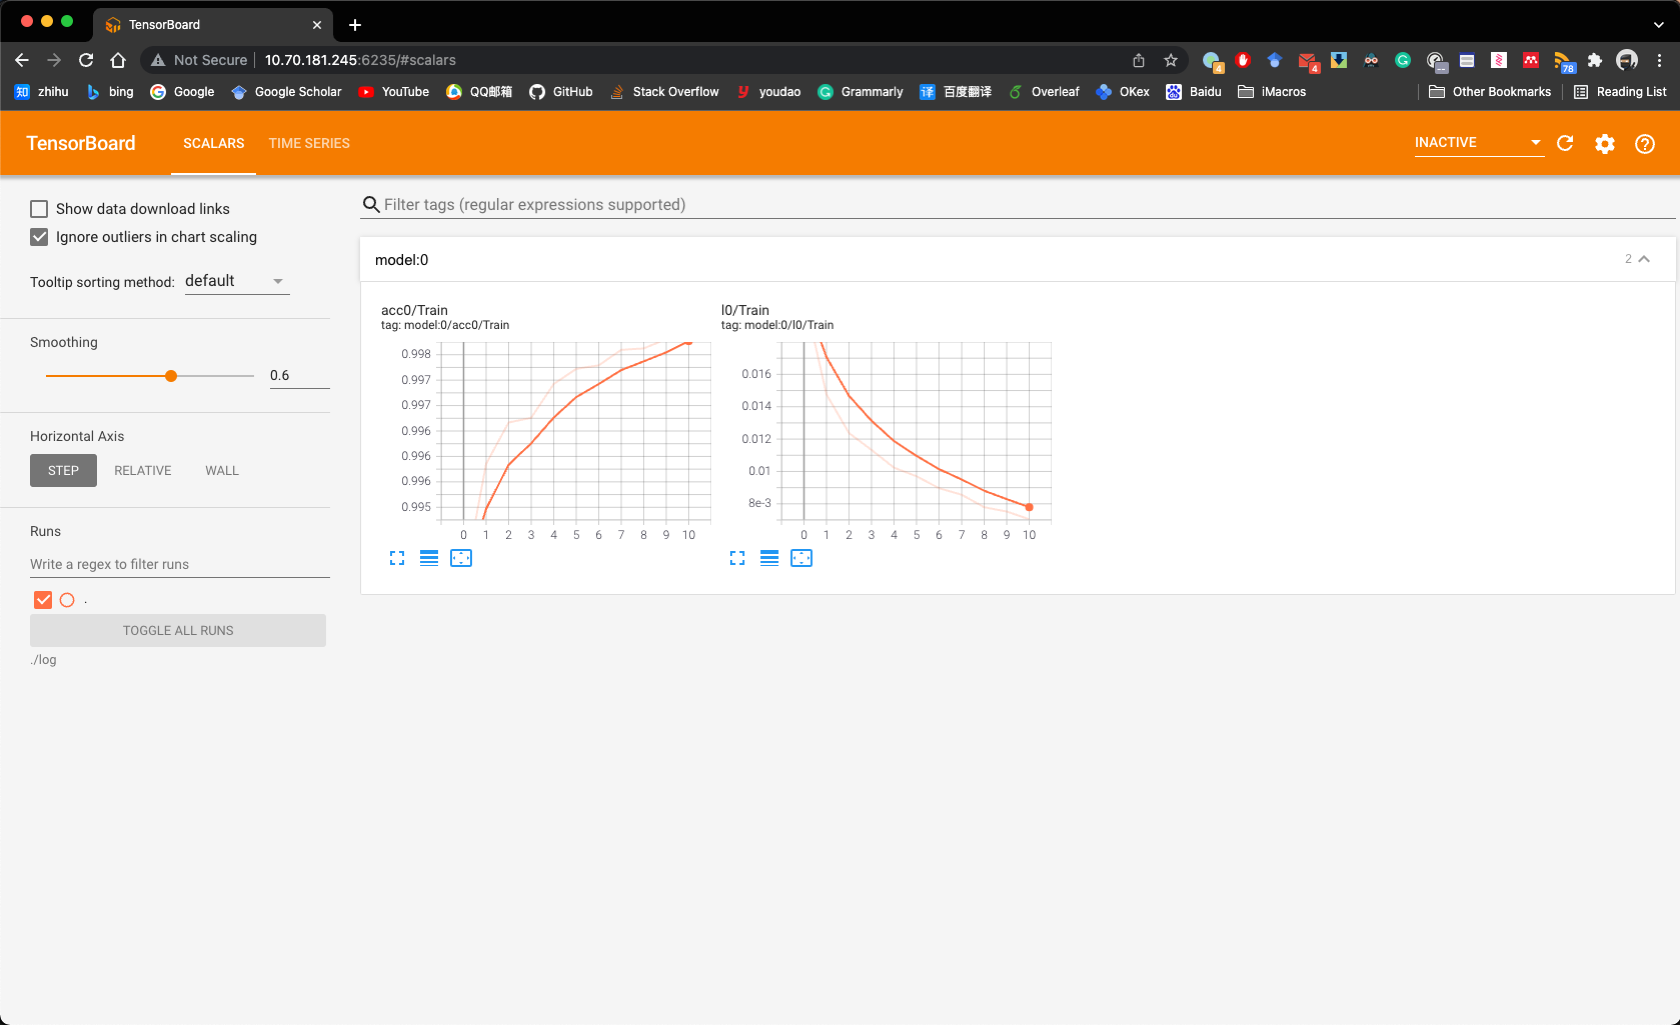 TensorBoard
Not Secure 10.70.181.245:6235/#scalars
4
4
78
知 zhihu bing Google Google Scholar YouTube QQ邮箱 GitHub Stack Overflow youdao Grammarly 译 百度翻译 Overleaf OKex Baidu iMacros Other Bookmarks Reading List
TensorBoard SCALARS TIME SERIES INACTIVE
Show data download links
Ignore outliers in chart scaling
Tooltip sorting method: default
Smoothing
0.6
Horizontal Axis
STEP RELATIVE WALL
Runs
Write a regex to filter runs
.
TOGGLE ALL RUNS
./log
Filter tags (regular expressions supported)
model:0 2
acc0/Train
tag: model:0/acc0/Train
0.998
0.997
0.997
0.996
0.996
0.996
0.995
0 1 2 3 4 5 6 7 8 9 10
l0/Train
tag: model:0/l0/Train
0.016
0.014
0.012
0.01
8e-3
0 1 2 3 4 5 6 7 8 9 10